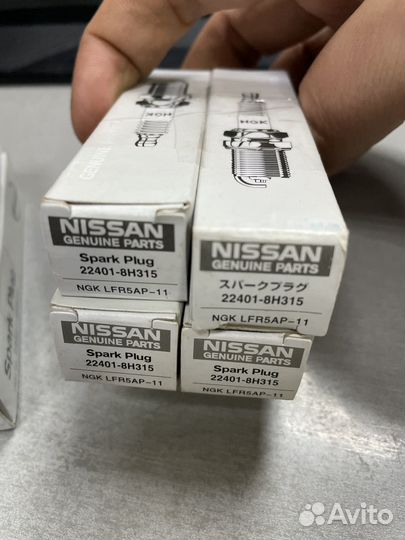 NGK
NGK
NISSAN
GENUINE PARTS
Spark Plug
22401-8H315
NGK LFR5AP-11
NISSAN
GENUINE PARTS
スパークプラグ
22401-8H315
NGK LFR5AP-11
NISSAN
GENUINE PARTS
Spark Plug
22401-8H315
NGK LFR5AP-11
NISSAN
GENUINE PARTS
Spark Plug
22401-8H315
NGK LFR5AP-11
Spark Plug
Avito